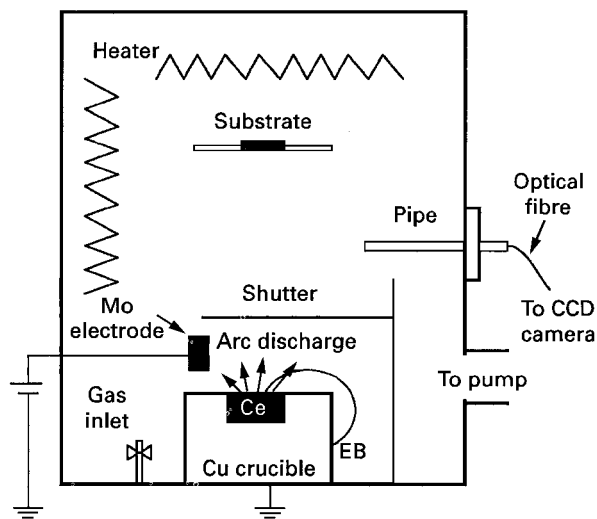 Heater
Substrate
Optical
fibre
Pipe
To CCD
camera
Shutter
Mo
electrode
Arc discharge
To pump
Gas
inlet
Ce
EB
Cu crucible